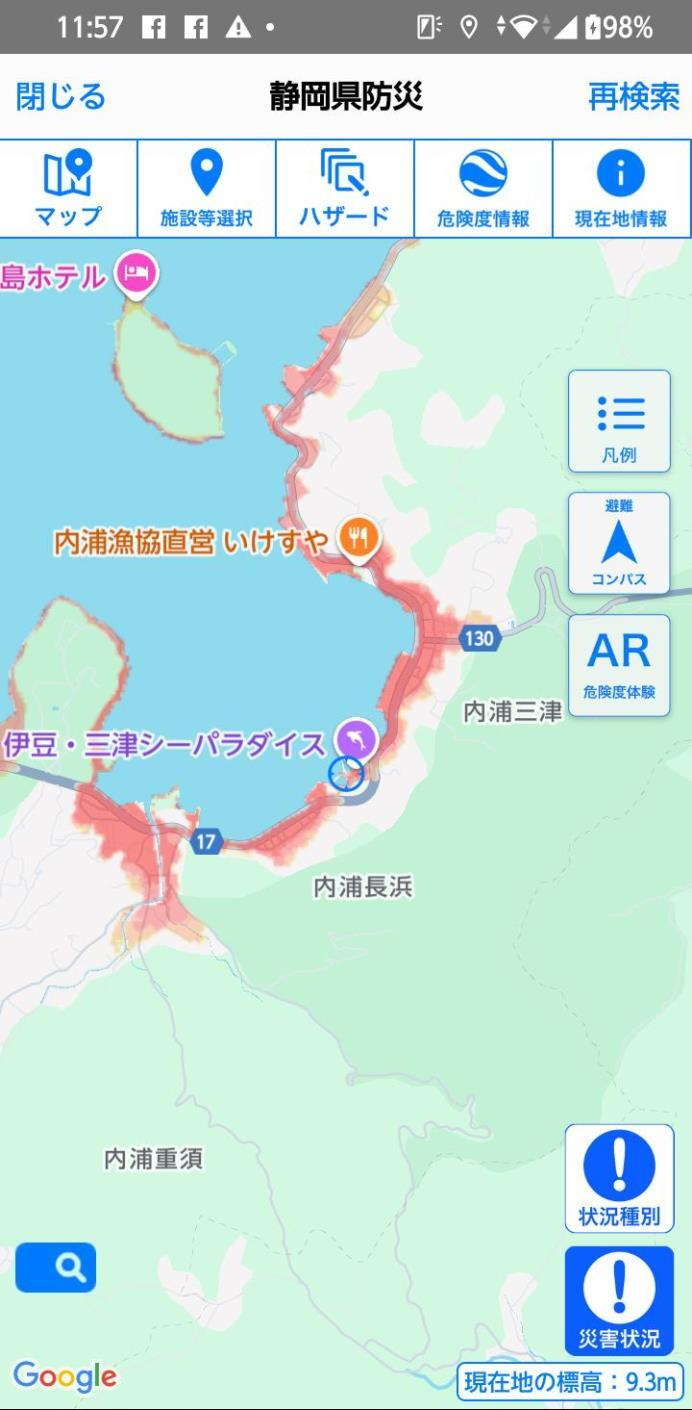 11:57
98%
閉じる
静岡県防災
再検索
マップ
施設等選択
ハザード
危険度情報
現在地情報
島ホテル
凡例
避難
コンパス
内浦漁協直営 いけすや
130
AR
危険度体験
内浦三津
伊豆・三津シーパラダイス
17
内浦長浜
内浦重須
状況種別
災害状況
Google
現在地の標高：9.3m